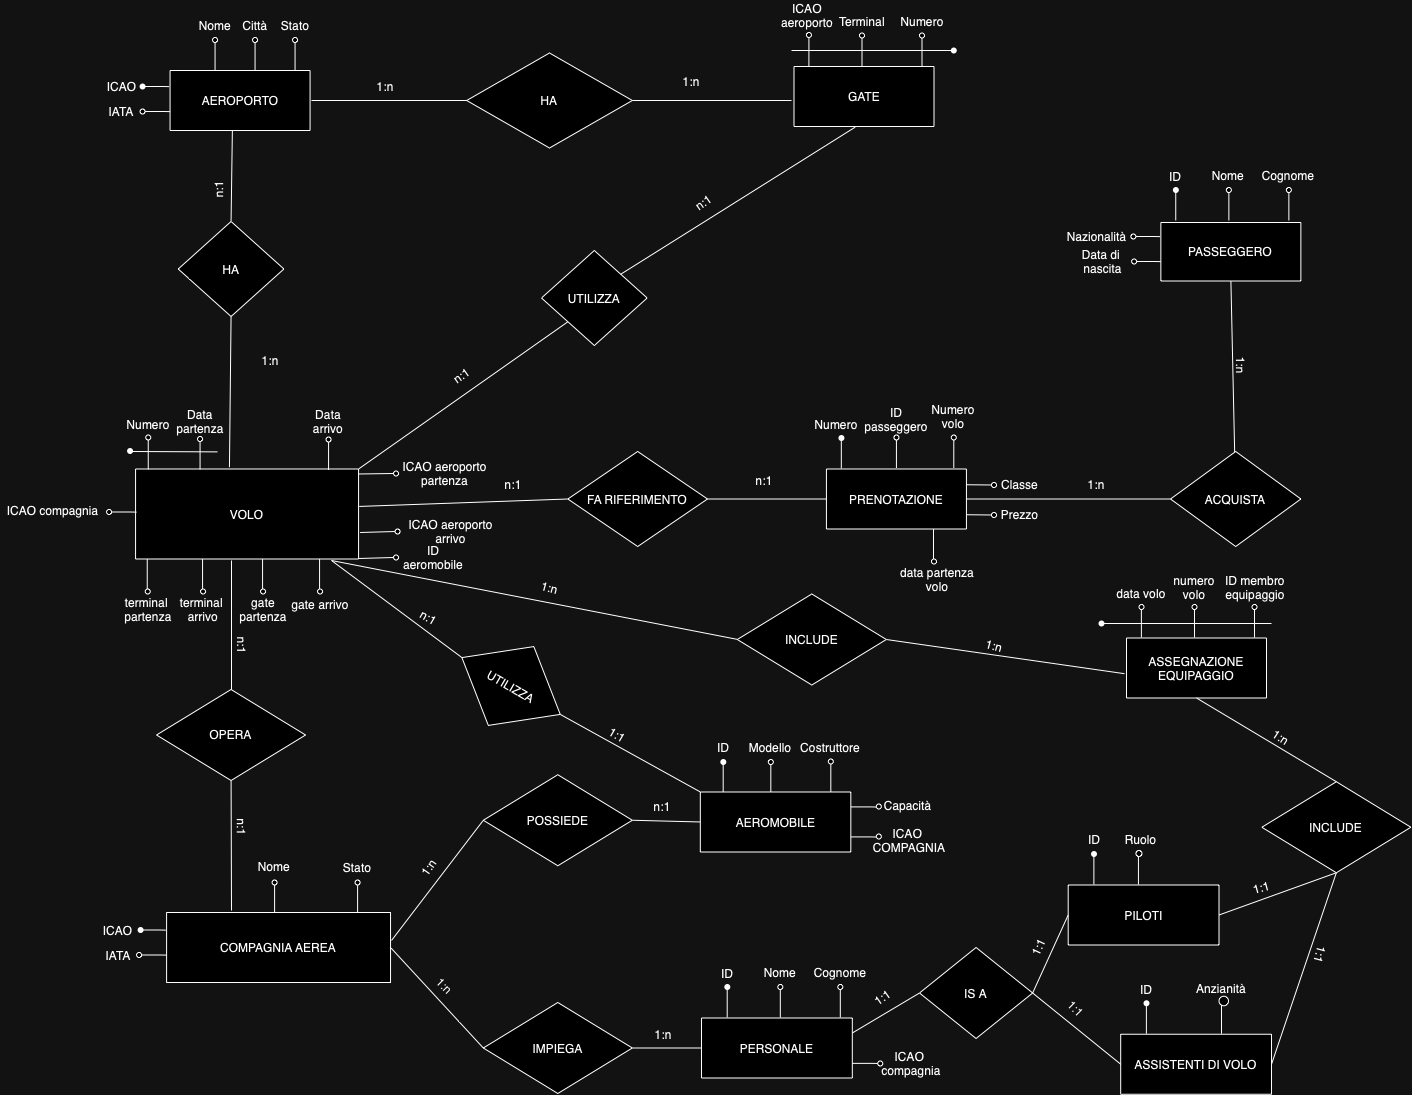 ICAO
aeroporto
Terminal
Numero
Nome
Città
Stato
ICAO
IATA
AEROPORTO
1:n
HA
1:n
GATE
n:1
n:1
ID
Nome
Cognome
Nazionalità
Data di
nascita
PASSEGGERO
HA
UTILIZZA
1:n
n:1
1:n
Numero
Data
partenza
Data
arrivo
Numero
ID
passeggero
Numero
volo
ICAO aeroporto
partenza
ICAO compagnia
VOLO
n:1
FA RIFERIMENTO
n:1
PRENOTAZIONE
Classe
Prezzo
1:n
ACQUISTA
ICAO aeroporto
arrivo
ID
aeromobile
data partenza
volo
terminal
partenza
terminal
arrivo
gate
partenza
gate arrivo
data volo
numero
volo
ID membro
equipaggio
1:n
n:1
n:1
INCLUDE
1:n
ASSEGNAZIONE
EQUIPAGGIO
UTILIZZA
OPERA
1:1
1:n
ID
Modello
Costruttore
n:1
1:n
POSSIEDE
n:1
AEROMOBILE
Capacità
ICAO
COMPAGNIA
INCLUDE
ID
Ruolo
Nome
Stato
1:1
PILOTI
ICAO
IATA
COMPAGNIA AEREA
1:n
1:1
1:1
ID
Nome
Cognome
1:1
IS A
1:1
ID
Anzianità
IMPIEGA
1:n
PERSONALE
ICAO
compagnia
ASSISTENTI DI VOLO